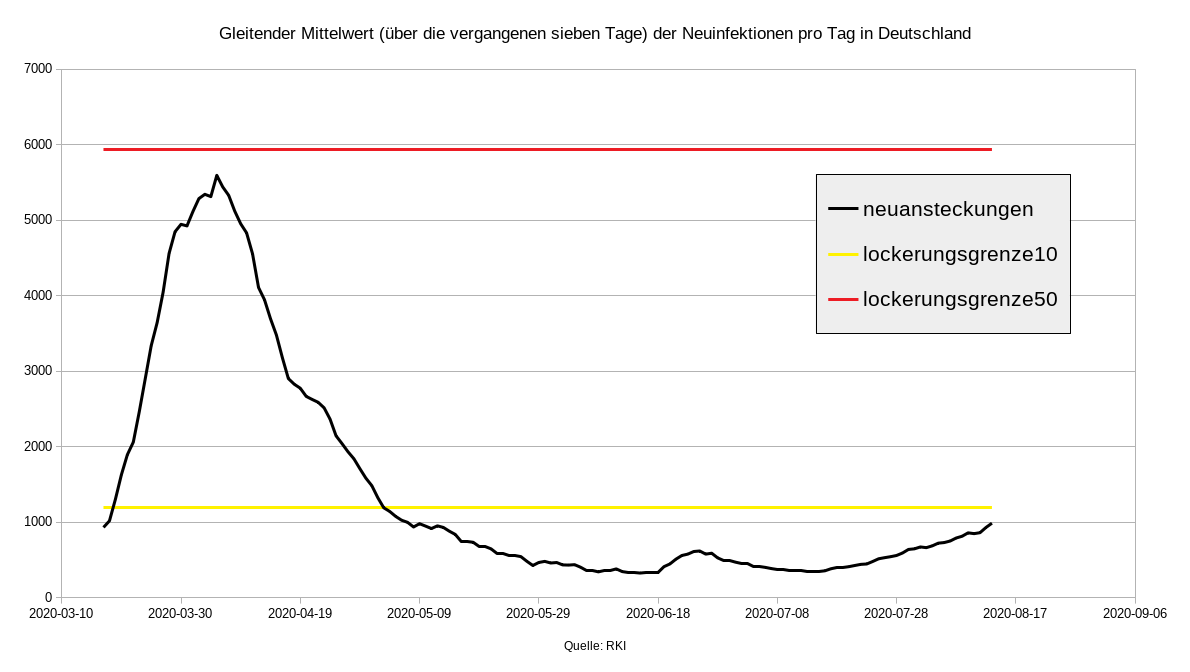 Gleitender Mittelwert (über die vergangenen sieben Tage) der Neuinfektionen pro Tag in Deutschland
7000
6000
5000
4000
3000
2000
1000
0
neuansteckungen
lockerungsgrenze10
lockerungsgrenze50
2020-03-10 2020-03-30 2020-04-19 2020-05-09 2020-05-29 2020-06-18 2020-07-08 2020-07-28 2020-08-17 2020-09-06
Quelle: RKI